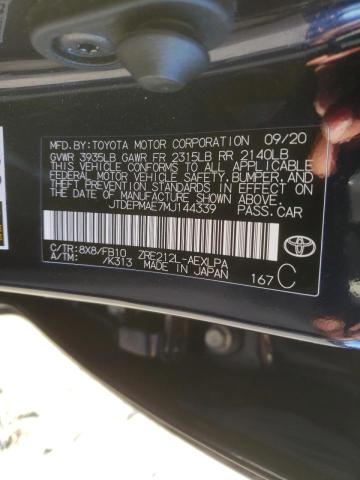 MFD.BY:TOYOTA MOTOR CORPORATION 09/20
GVWR 3935LB GAWR FR 2315LB RR 2140LB
THIS VEHICLE CONFORMS TO ALL APPLICABLE
FEDERAL MOTOR VEHICLE SAFETY,BUMPER,AND
THEFT PREVENTION STANDARDS IN EFFECT ON
THE DATE OF MANUFACTURE SHOWN ABOVE.
JTDEPMAE7MJ144339 PASS.CAR
C/TR:8X8/FB10 ZRE212L-AEXLPA
A/TM: /K313 MADE IN JAPAN
167 C
TOYOTA